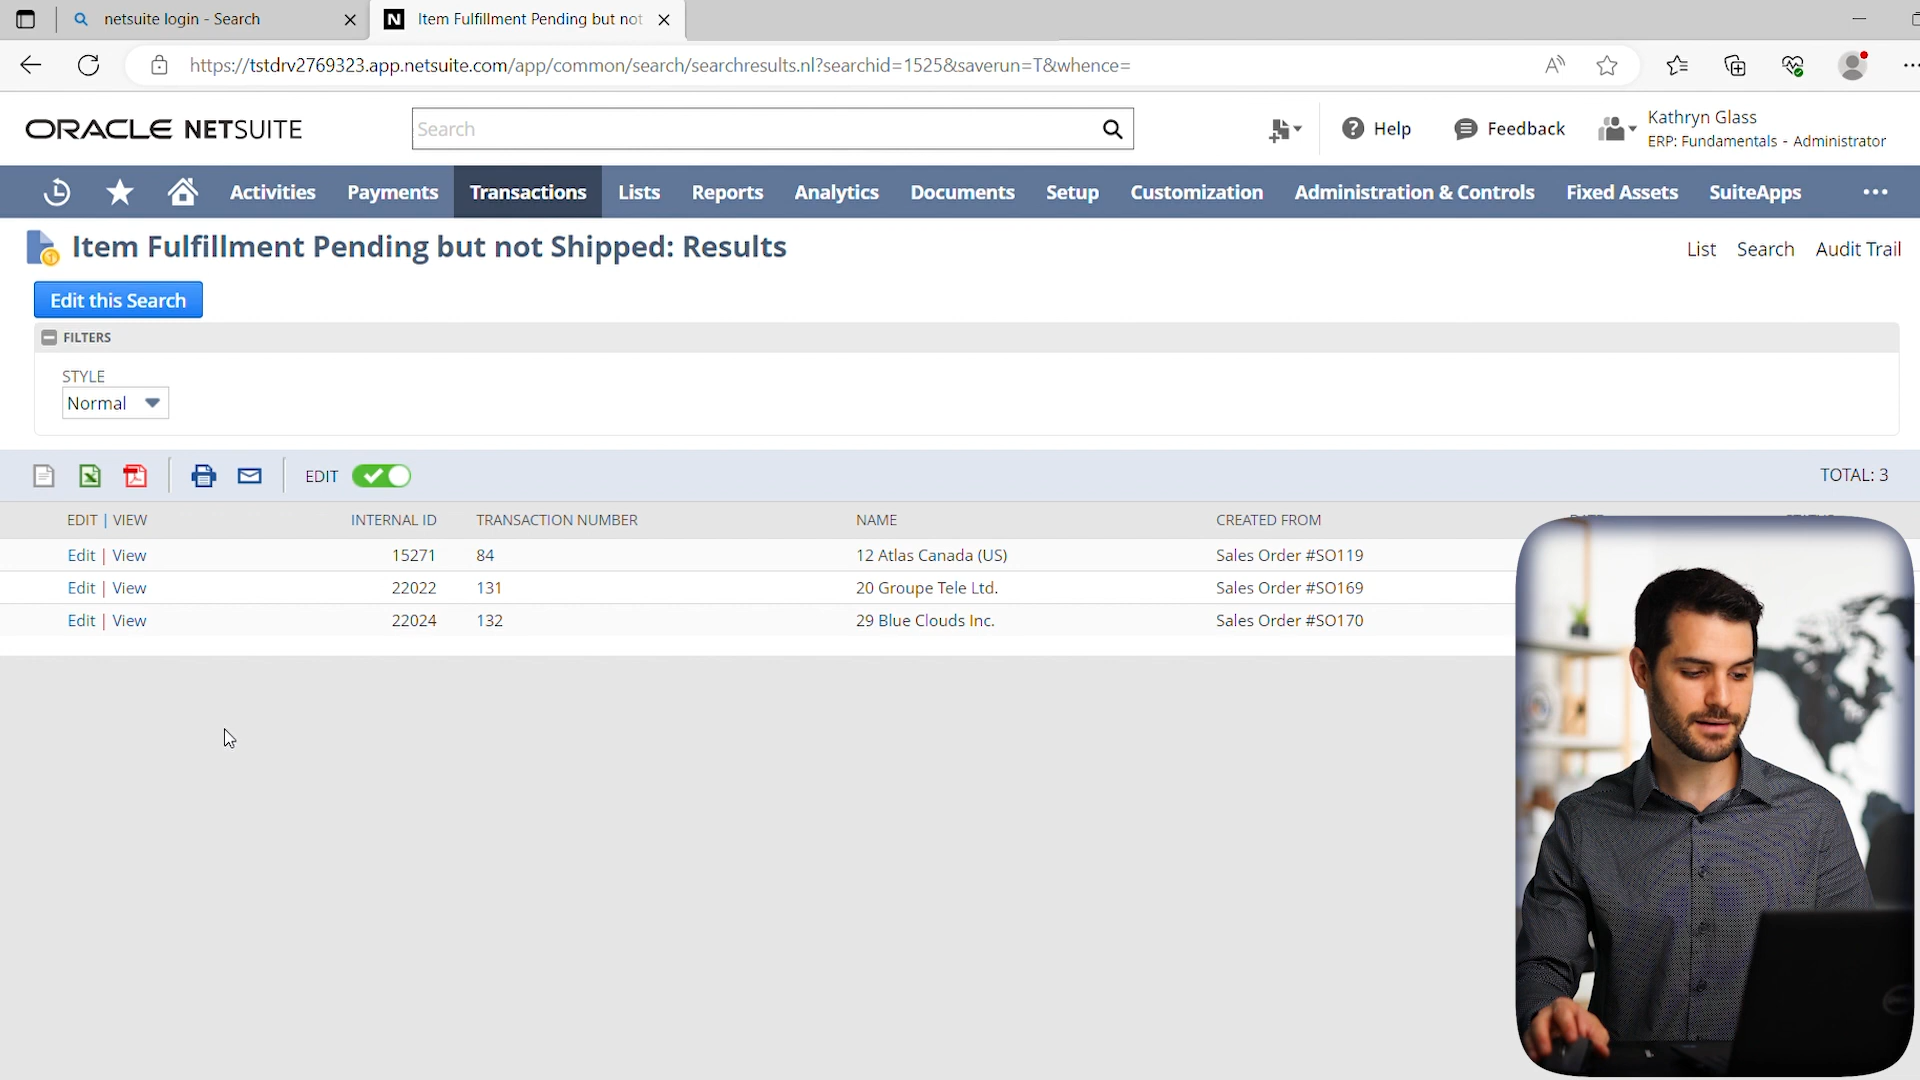 netsuite login - Search
Item Fulfillment Pending but not
https://tstdrv2769323.app.netsuite.com/app/common/search/searchresults.nl?searchid=1525&saverun=T&whence=
ORACLE NETSUITE
Search
Help
Feedback
Kathryn Glass
ERP: Fundamentals - Administrator
Activities Payments Transactions Lists Reports Analytics Documents Setup Customization Administration & Controls Fixed Assets SuiteApps
Item Fulfillment Pending but not Shipped: Results
List Search Audit Trail
Edit this Search
FILTERS
STYLE
Normal
EDIT
TOTAL: 3
EDIT | VIEW INTERNAL ID TRANSACTION NUMBER NAME CREATED FROM
Edit | View 15271 84 12 Atlas Canada (US) Sales Order #SO119
Edit | View 22022 131 20 Groupe Tele Ltd. Sales Order #SO169
Edit | View 22024 132 29 Blue Clouds Inc. Sales Order #SO170